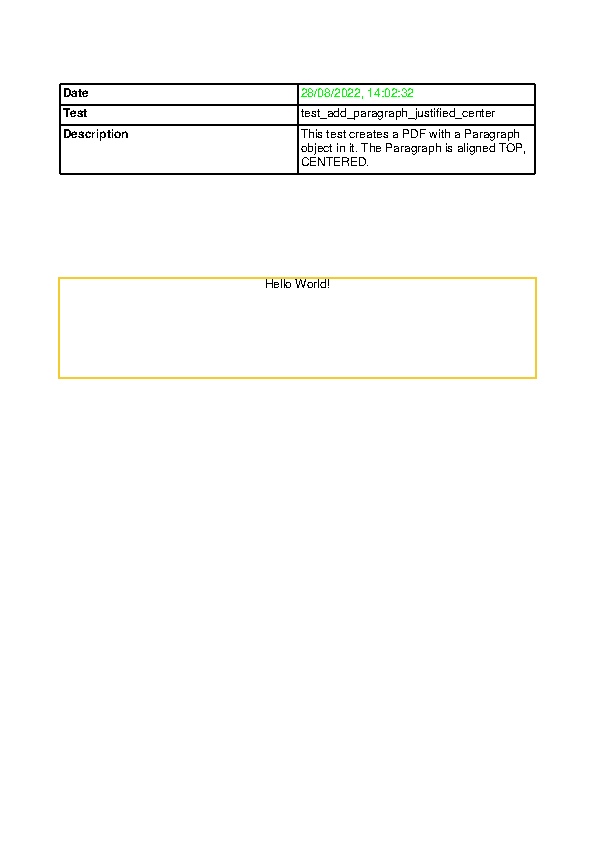 Date 28/08/2022, 14:02:32
Test test_add_paragraph_justified_center
Description This test creates a PDF with a Paragraph
object in it. The Paragraph is aligned TOP,
CENTERED.
Hello World!